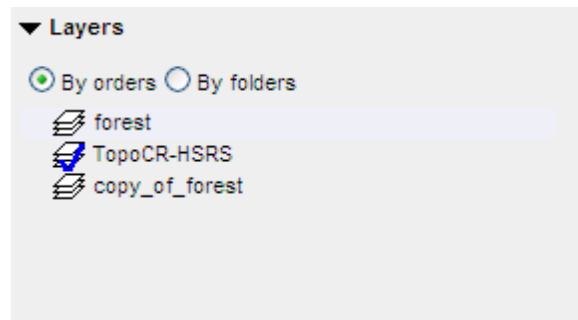 Layers
By orders By folders
forest
TopoCR-HSRS
copy_of_forest